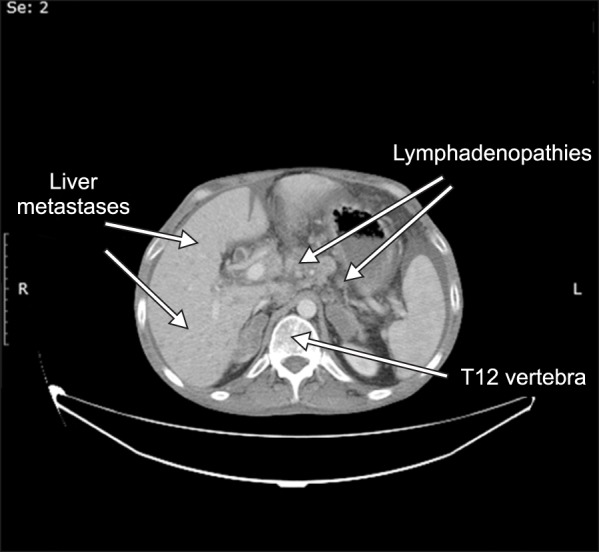 Se: 2
Lymphadenopathies
Liver
metastases
R
L
T12 vertebra